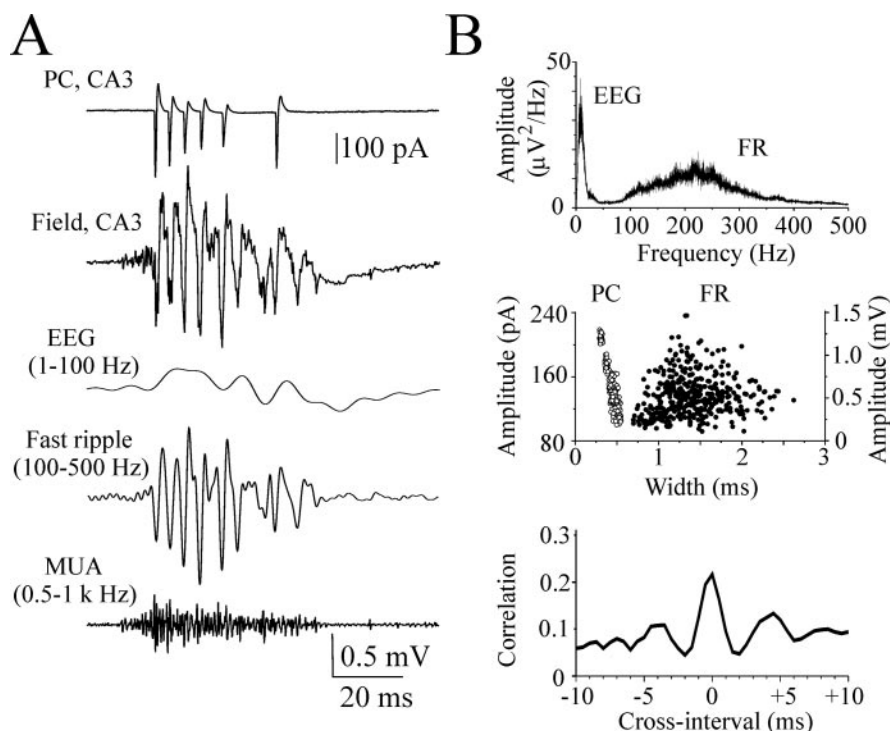 A
PC, CA3
100 pA
Field, CA3
EEG
(1-100 Hz)
Fast ripple
(100-500 Hz)
MUA
(0.5-1 k Hz)
0.5 mV
20 ms
B
50
0
Amplitude
(μV²/Hz)
EEG
FR
0 100 200 300 400 500
Frequency (Hz)
PC FR
240
160
80
Amplitude (pA)
1.5
1.0
0.5
0
Amplitude (mV)
0 1 2 3
Width (ms)
0.3
0.2
0.1
0
Correlation
-10 -5 0 +5 +10
Cross-interval (ms)